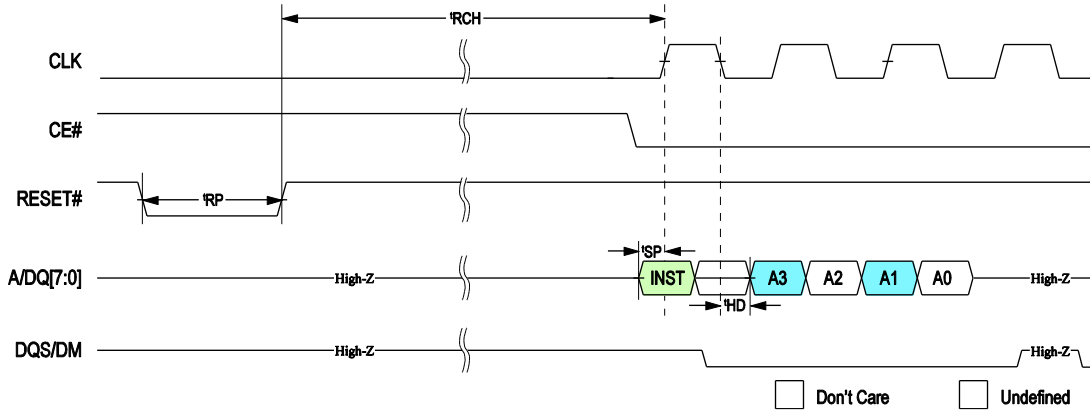 tRCH
CLK
CE#
RESET#
tRP
tSP
A/DQ[7:0]
High-Z
INST
A3
A2
A1
A0
High-Z
tHD
DQS/DM
High-Z
High-Z
Don't Care
Undefined